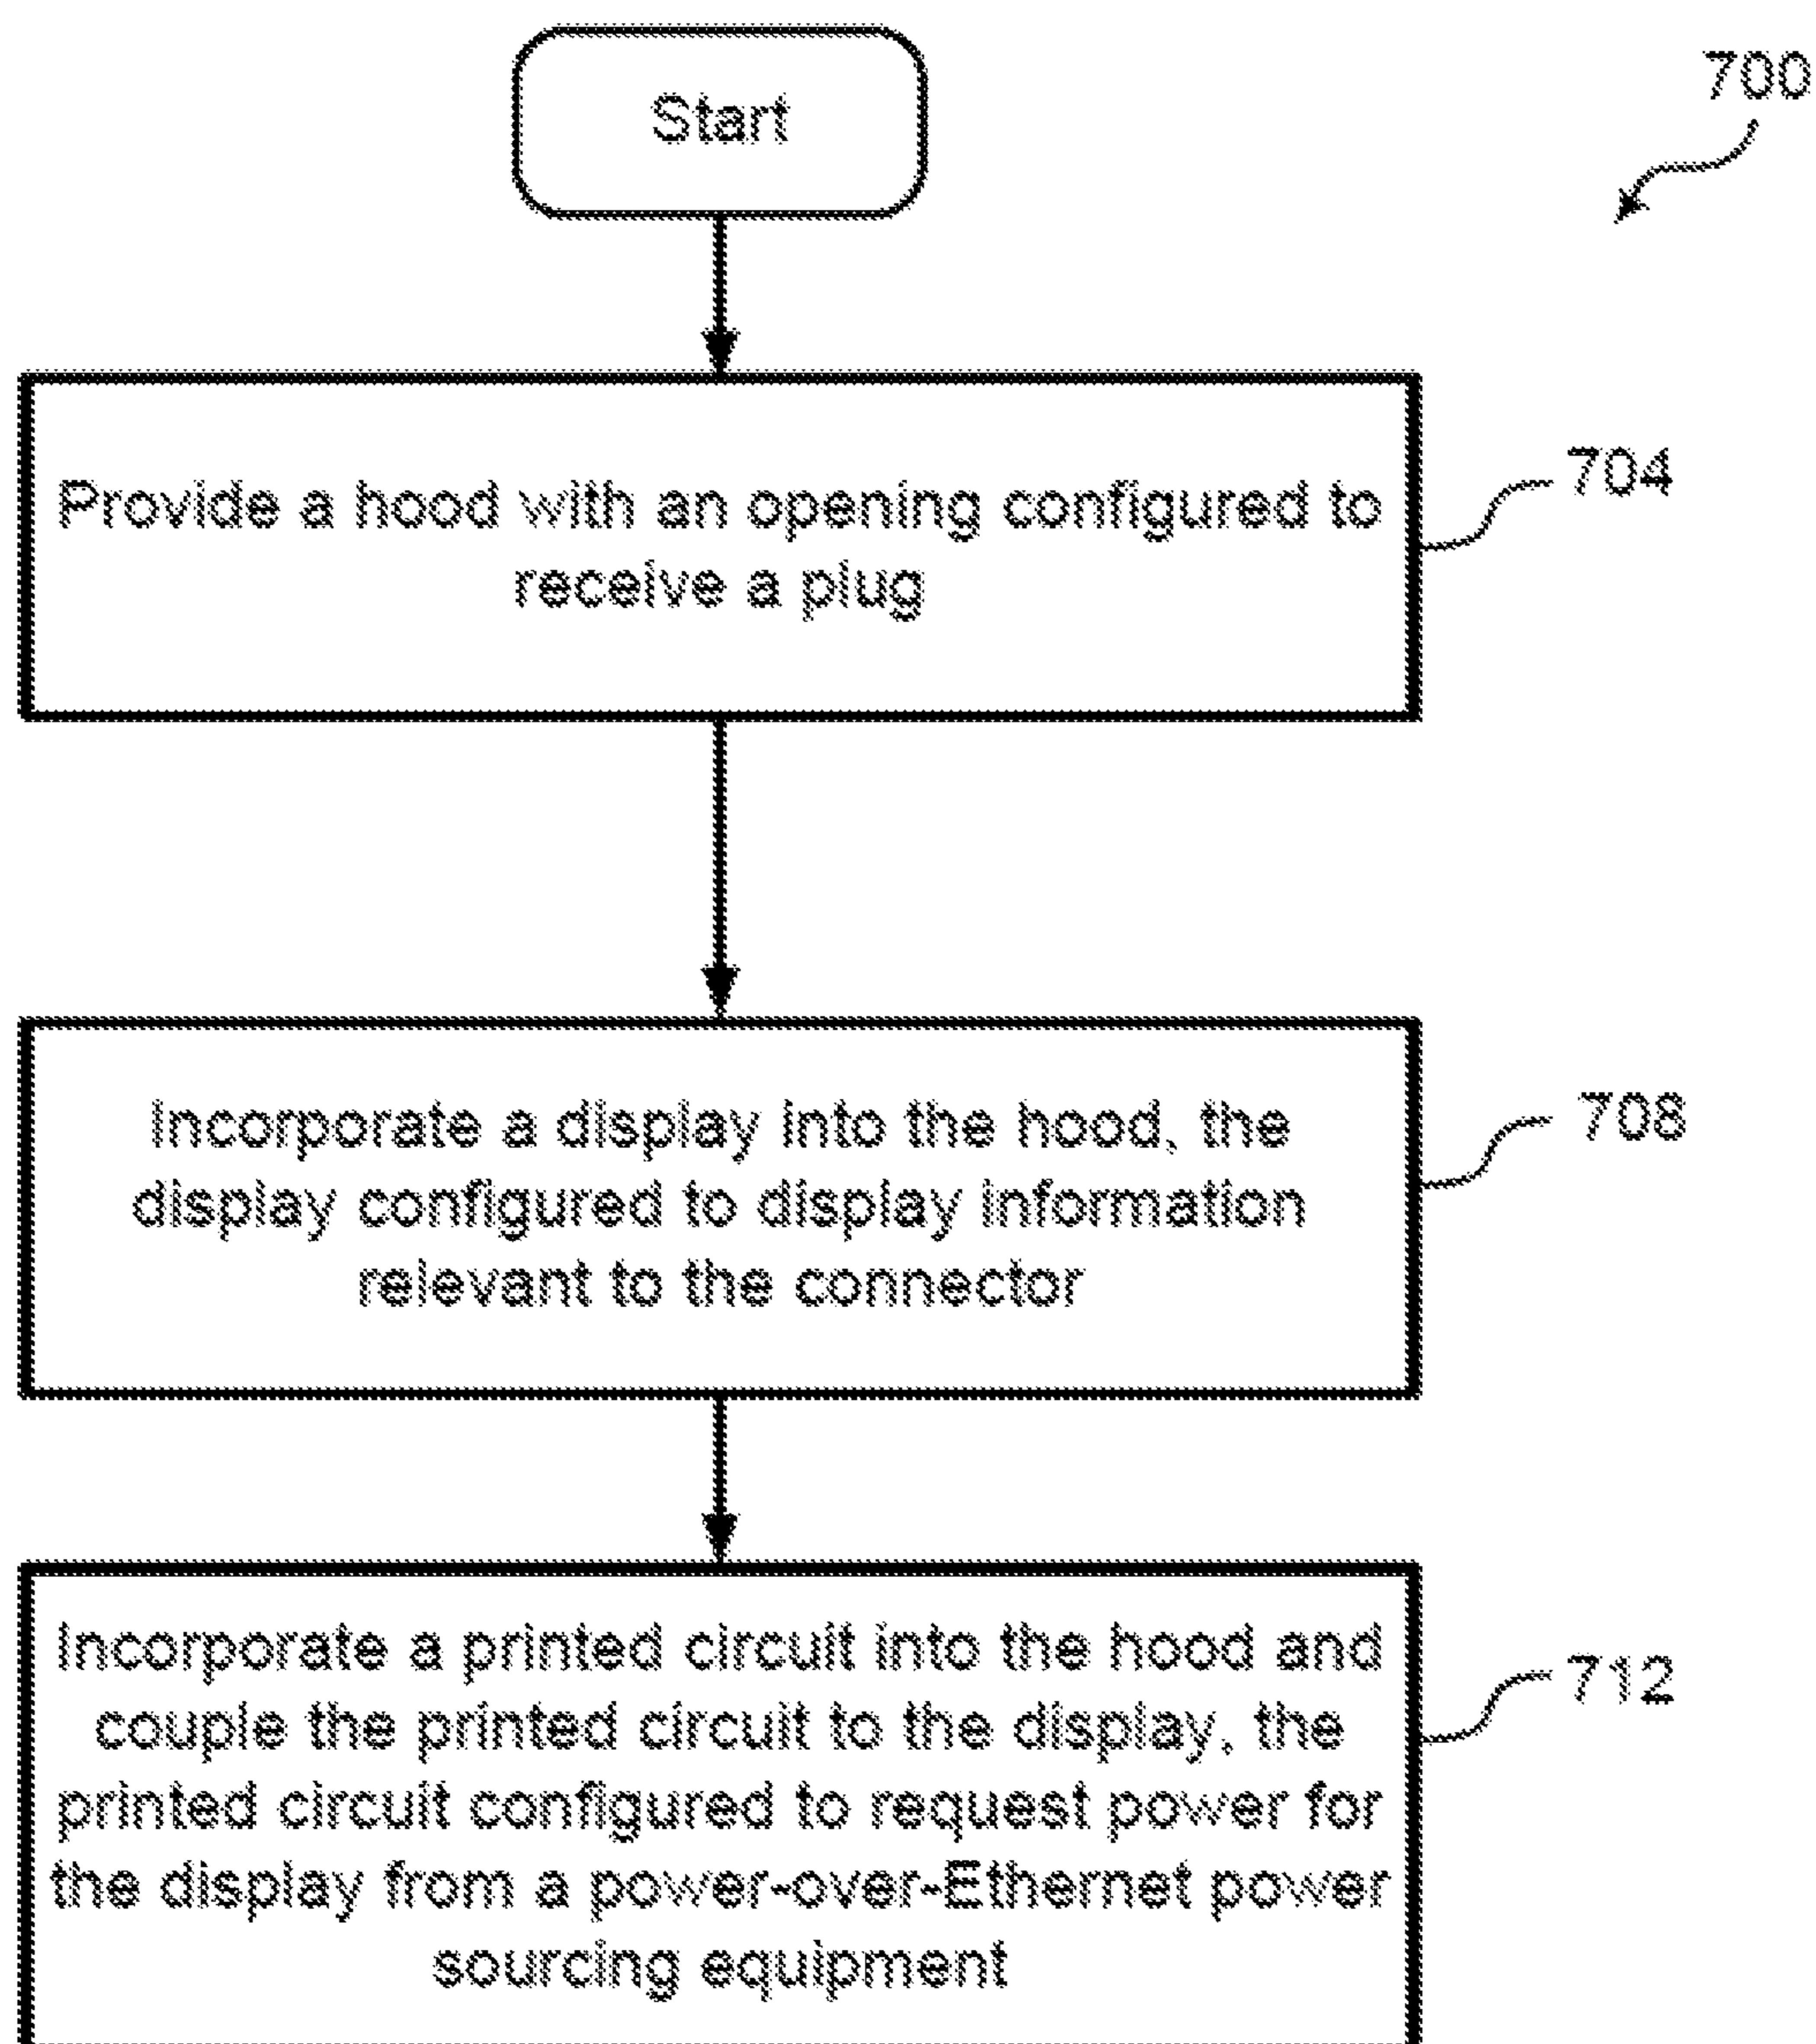 Start
700
Provide a hood with an opening configured to
receive a plug
704
Incorporate a display into the hood, the
display configured to display information
relevant to the connector
708
Incorporate a printed circuit into the hood and
couple the printed circuit to the display, the
printed circuit configured to request power for
the display from a power-over-Ethernet power
sourcing equipment
712